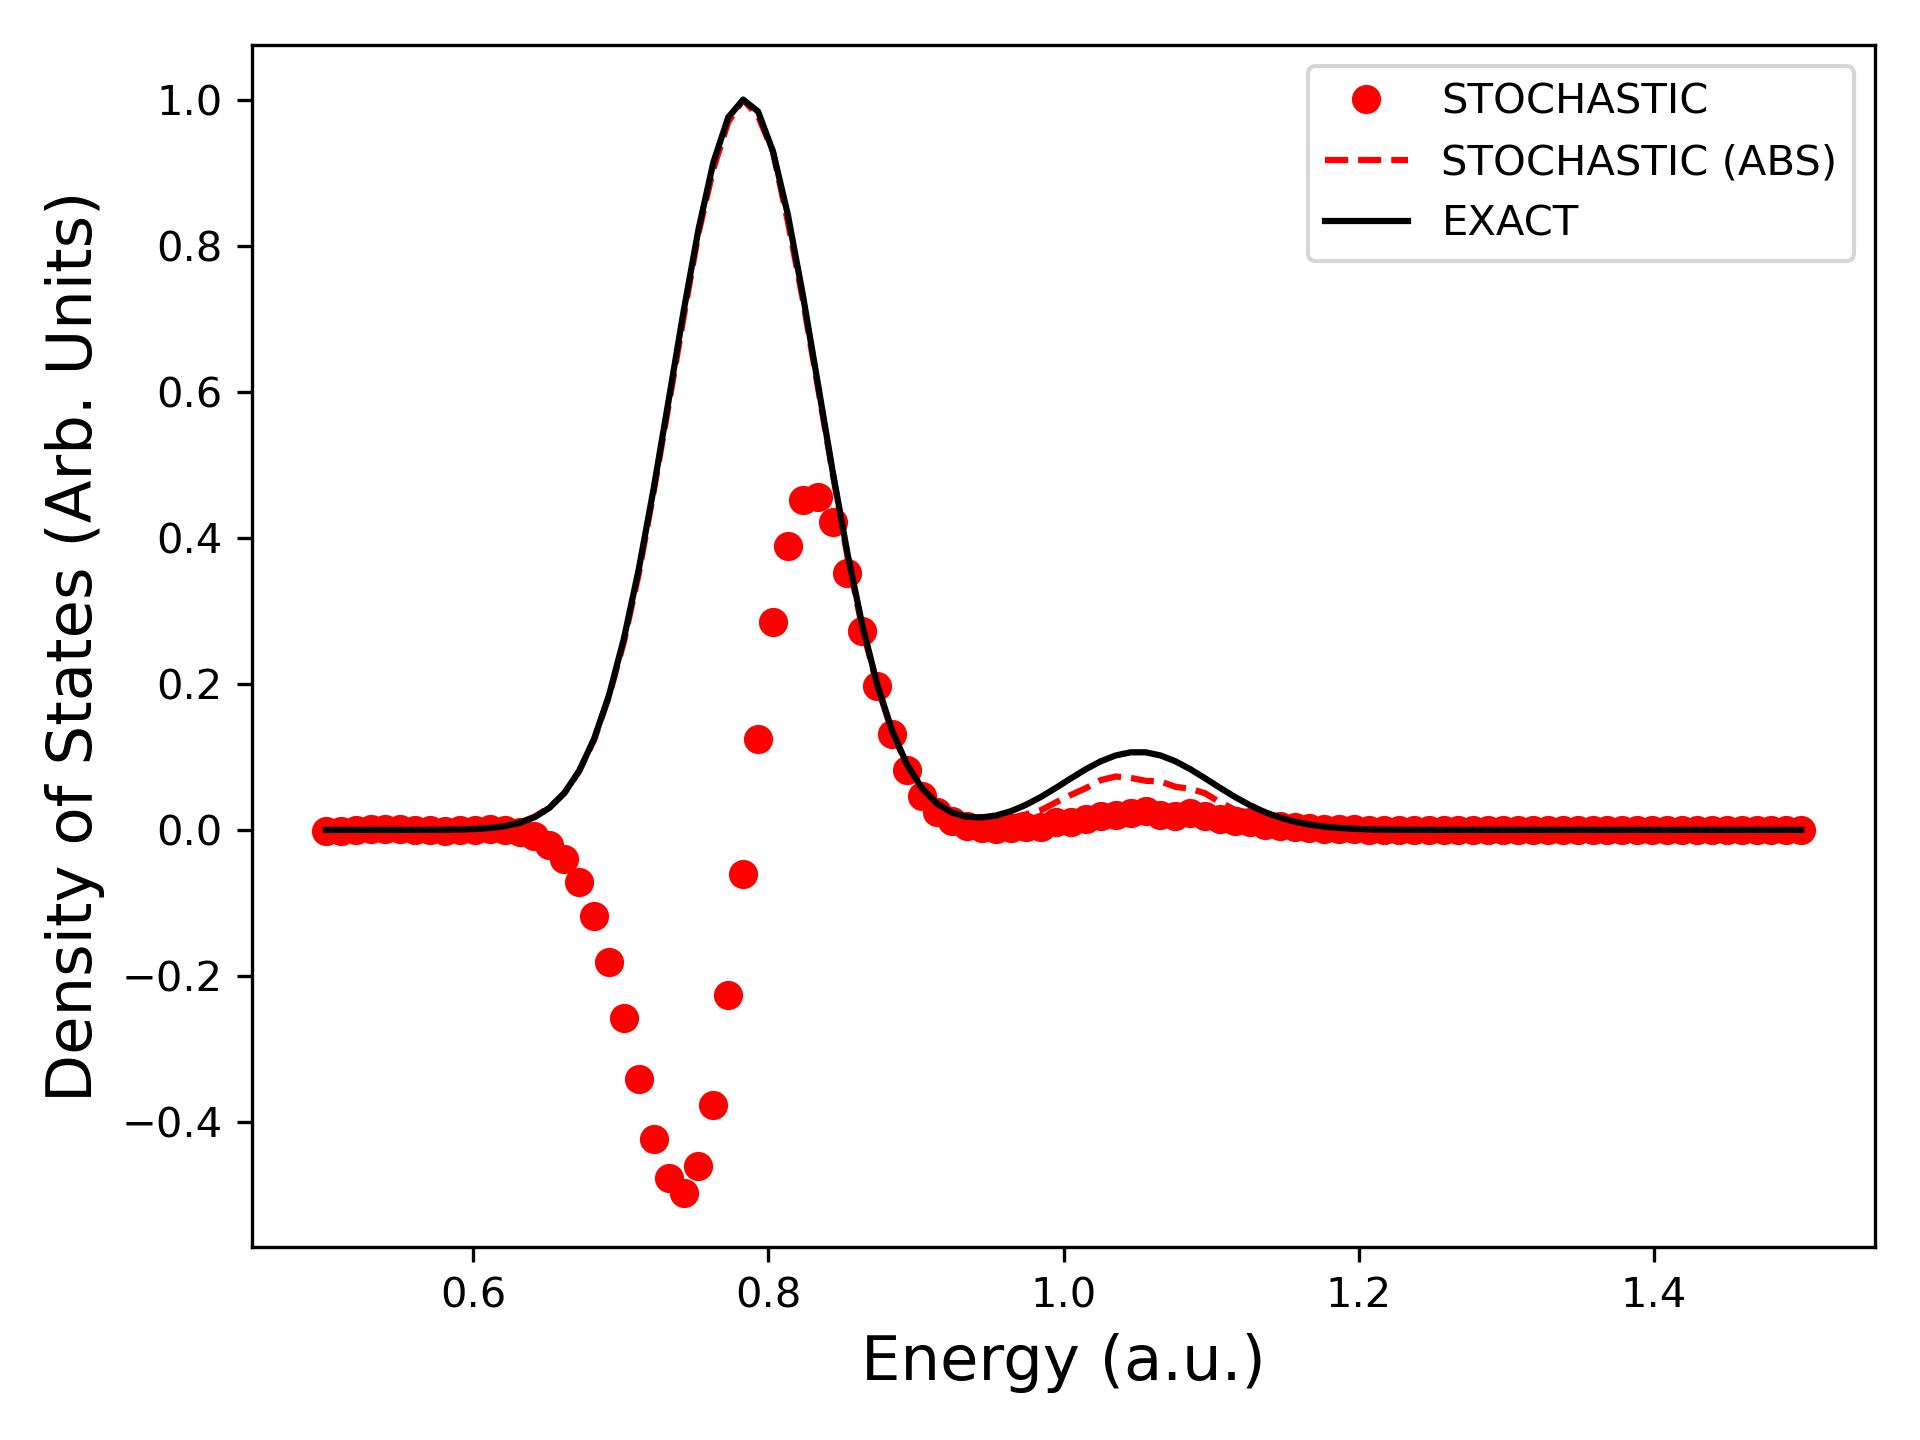 STOCHASTIC
STOCHASTIC (ABS)
EXACT
Density of States (Arb. Units)
1.0
0.8
0.6
0.4
0.2
0.0
−0.2
−0.4
0.6 0.8 1.0 1.2 1.4
Energy (a.u.)